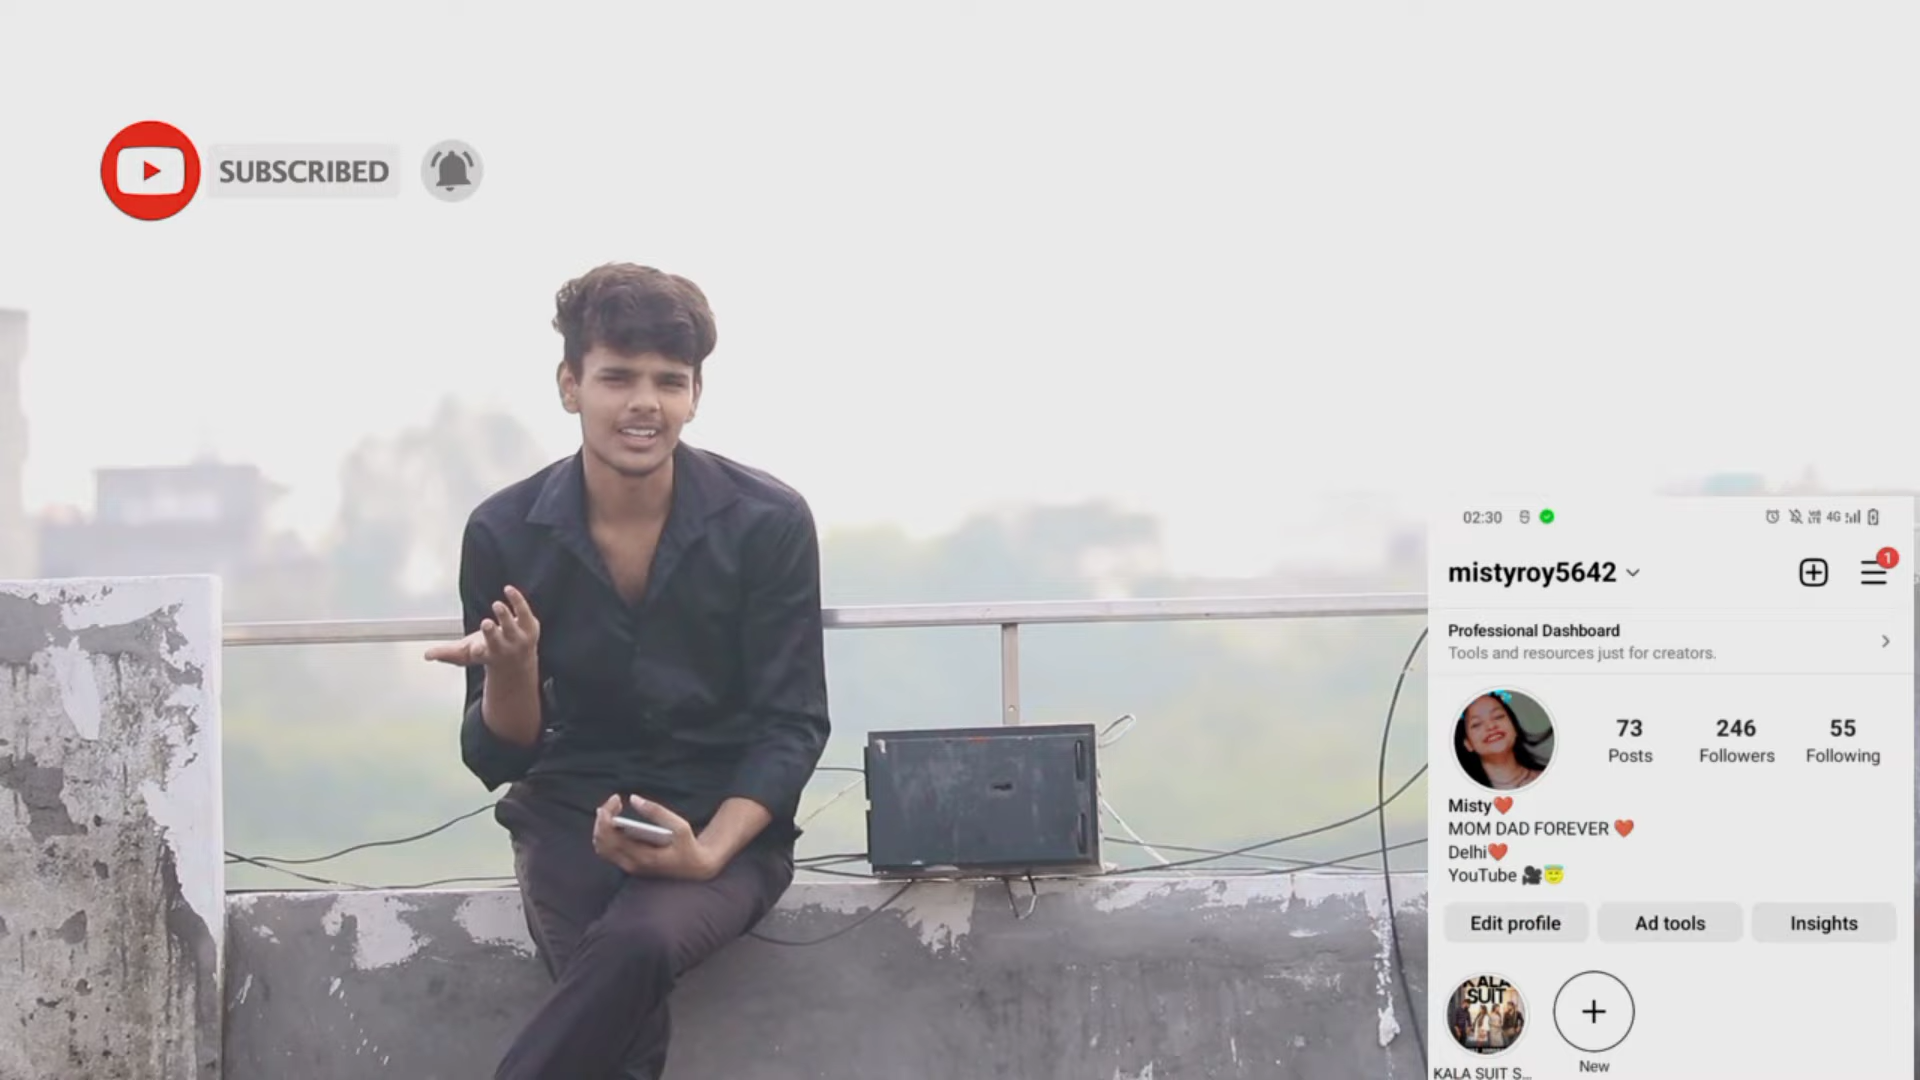 SUBSCRIBED
02:30
4G
mistyroy5642
1
Professional Dashboard
Tools and resources just for creators.
73
246
55
Posts
Followers
Following
Misty❤️
MOM DAD FOREVER ❤️
Delhi❤️
YouTube 🎥😇
Edit profile
Ad tools
Insights
KALA
SUIT
New
KALA SUIT S...